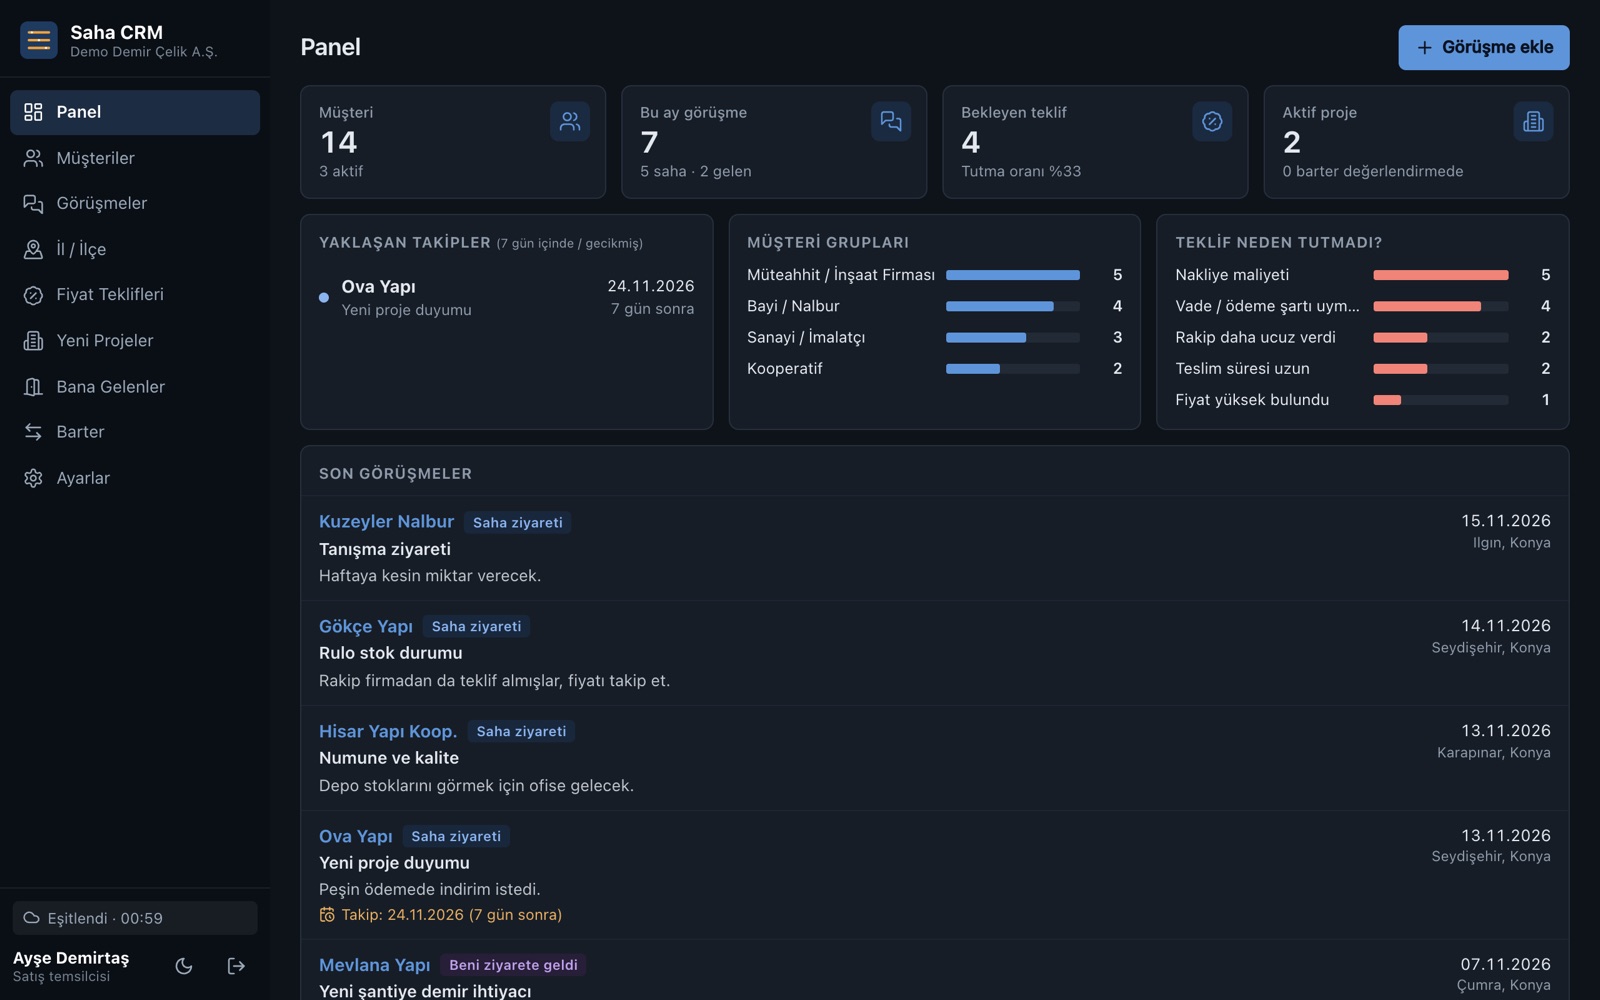 Saha CRM
Demo Demir Çelik A.Ş.
Panel
Müşteriler
Görüşmeler
İl / İlçe
Fiyat Teklifleri
Yeni Projeler
Bana Gelenler
Barter
Ayarlar
Eşitlendi · 00:59
Ayşe Demirtaş
Satış temsilcisi
Panel
Görüşme ekle
Müşteri
14
3 aktif
Bu ay görüşme
7
5 saha · 2 gelen
Bekleyen teklif
4
Tutma oranı %33
Aktif proje
2
0 barter değerlendirmede
YAKLAŞAN TAKİPLER (7 gün içinde / gecikmiş)
Ova Yapı 24.11.2026
Yeni proje duyumu 7 gün sonra
MÜŞTERİ GRUPLARI
Müteahhit / İnşaat Firması 5
Bayi / Nalbur 4
Sanayi / İmalatçı 3
Kooperatif 2
TEKLİF NEDEN TUTMADI?
Nakliye maliyeti 5
Vade / ödeme şartı uym... 4
Rakip daha ucuz verdi 2
Teslim süresi uzun 2
Fiyat yüksek bulundu 1
SON GÖRÜŞMELER
Kuzeyler Nalbur Saha ziyareti 15.11.2026
Tanışma ziyareti Ilgın, Konya
Haftaya kesin miktar verecek.
Gökçe Yapı Saha ziyareti 14.11.2026
Rulo stok durumu Seydişehir, Konya
Rakip firmadan da teklif almışlar, fiyatı takip et.
Hisar Yapı Koop. Saha ziyareti 13.11.2026
Numune ve kalite Karapınar, Konya
Depo stoklarını görmek için ofise gelecek.
Ova Yapı Saha ziyareti 13.11.2026
Yeni proje duyumu Seydişehir, Konya
Peşin ödemede indirim istedi.
Takip: 24.11.2026 (7 gün sonra)
Mevlana Yapı Beni ziyarete geldi 07.11.2026
Yeni şantiye demir ihtiyacı Çumra, Konya